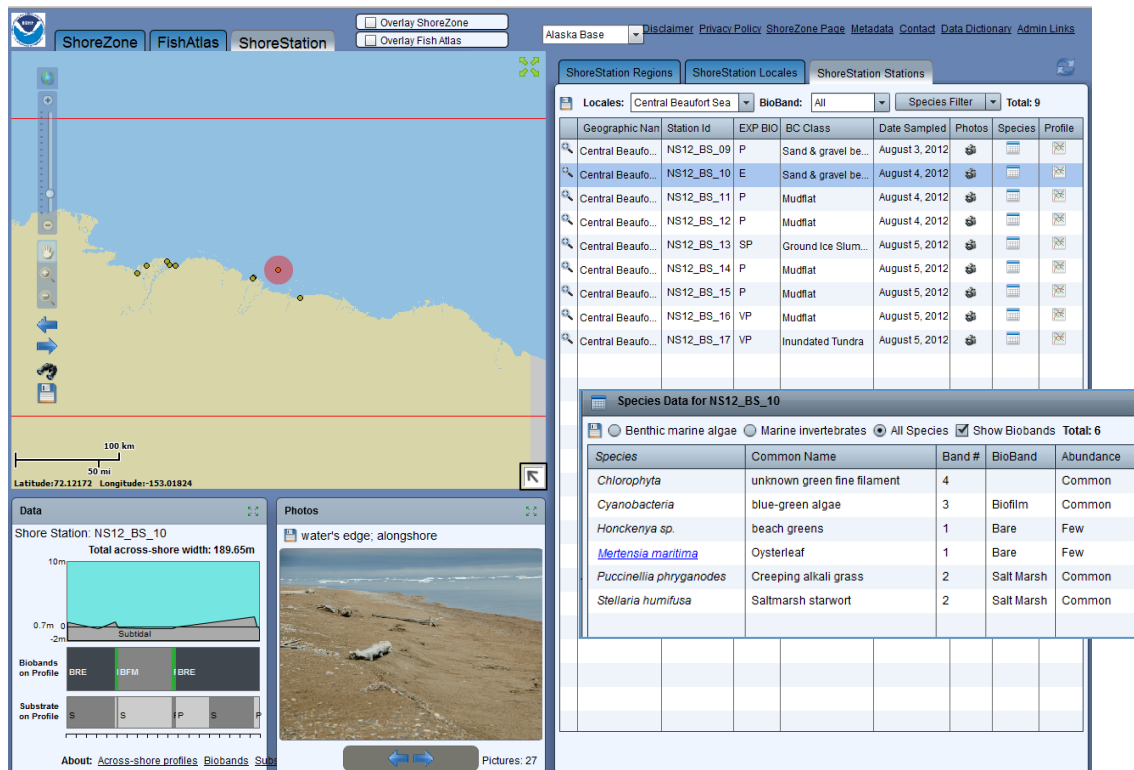 ShoreZone FishAtlas ShoreStation
Overlay ShoreZone
Overlay Fish Atlas
Alaska Base
Disclaimer Privacy Policy ShoreZone Page Metadata Contact Data Dictionary Admin Links
ShoreStation Regions ShoreStation Locales ShoreStation Stations
Locales: Central Beaufort Sea BioBand: All Species Filter Total: 9
Geographic Nan Station Id EXP BIO BC Class Date Sampled Photos Species Profile
Central Beaufo... NS12_BS_09 P Sand & gravel be... August 3, 2012
Central Beaufo... NS12_BS_10 E Sand & gravel be... August 4, 2012
Central Beaufo... NS12_BS_11 P Mudflat August 4, 2012
Central Beaufo... NS12_BS_12 P Mudflat August 4, 2012
Central Beaufo... NS12_BS_13 SP Ground Ice Slum... August 5, 2012
Central Beaufo... NS12_BS_14 P Mudflat August 5, 2012
Central Beaufo... NS12_BS_15 P Mudflat August 5, 2012
Central Beaufo... NS12_BS_16 VP Mudflat August 5, 2012
Central Beaufo... NS12_BS_17 VP Inundated Tundra August 5, 2012
100 km
50 mi
Latitude:72.12172 Longitude:-153.01824
Species Data for NS12_BS_10
Benthic marine algae Marine invertebrates All Species Show Biobands Total: 6
Species Common Name Band # BioBand Abundance
Chlorophyta unknown green fine filament 4 Common
Cyanobacteria blue-green algae 3 Biofilm Common
Honckenya sp. beach greens 1 Bare Few
Mertensia maritima Oysterleaf 1 Bare Few
Puccinellia phryganodes Creeping alkali grass 2 Salt Marsh Common
Stellaria humifusa Saltmarsh starwort 2 Salt Marsh Common
Data
Shore Station: NS12_BS_10
Total across-shore width: 189.65m
10m
0.7m 0
-2m
Subtidal
Biobands
on Profile
BRE BFM BRE
Substrate
on Profile
S S P S P
About: Across-shore profiles Biobands Sub
Photos
water's edge; alongshore
Pictures: 27